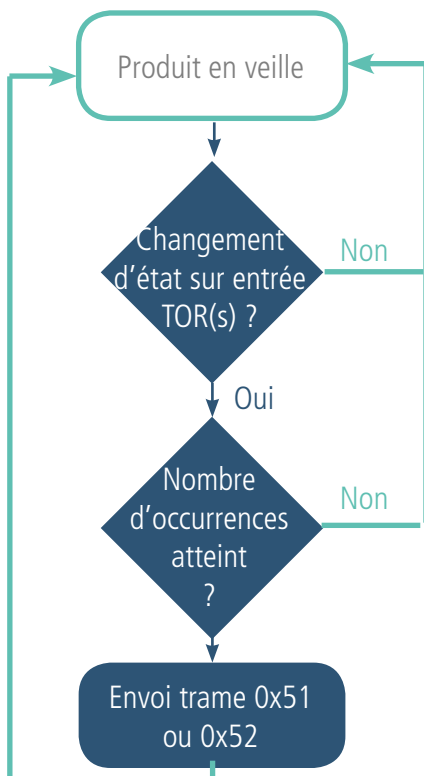 Produit en veille
Changement
d’état sur entrée
TOR(s) ?
Non
Oui
Nombre
d’occurrences
atteint
?
Non
Envoi trame 0x51
ou 0x52